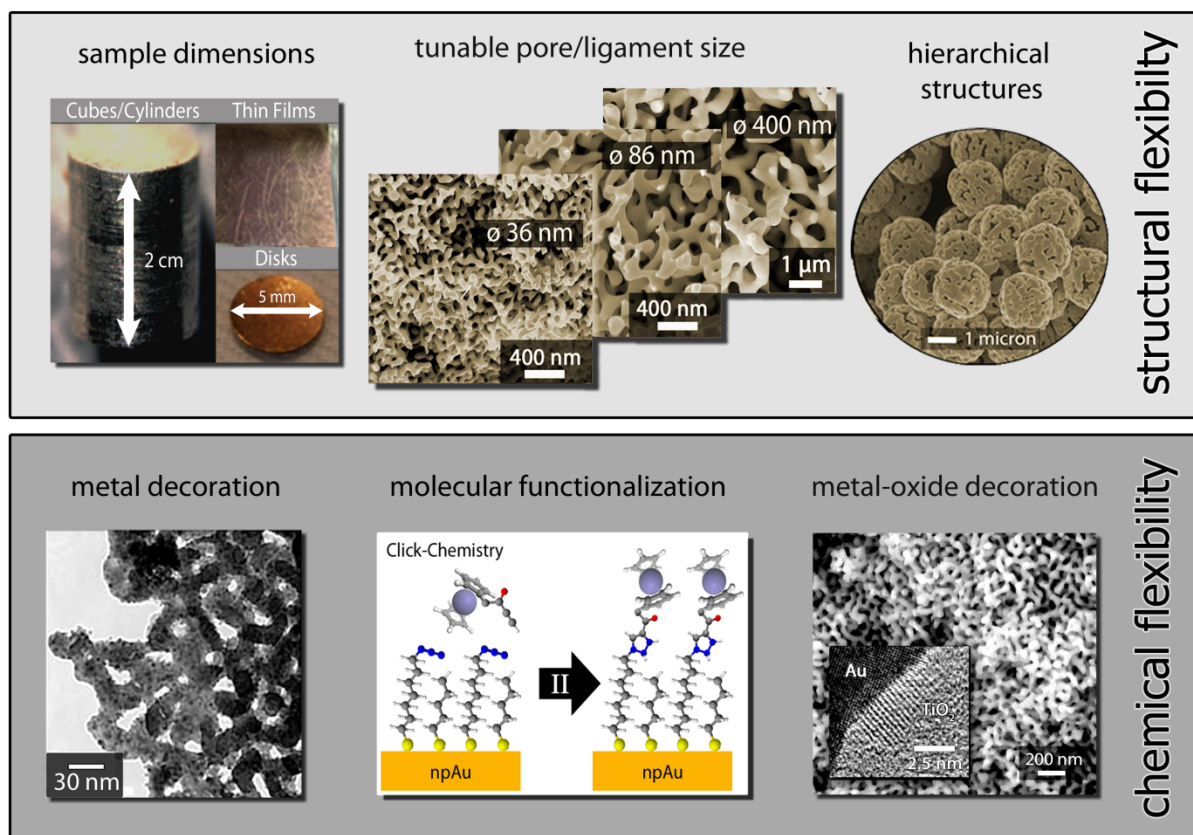 sample dimensions
Cubes/Cylinders
Thin Films
2 cm
Disks
5 mm
tunable pore/ligament size
ø 36 nm
400 nm
ø 86 nm
400 nm
ø 400 nm
1 µm
hierarchical
structures
1 micron
structural flexibilty
metal decoration
30 nm
molecular functionalization
Click-Chemistry
II
npAu
npAu
metal-oxide decoration
Au
TiO₂
2.5 nm
200 nm
chemical flexibility